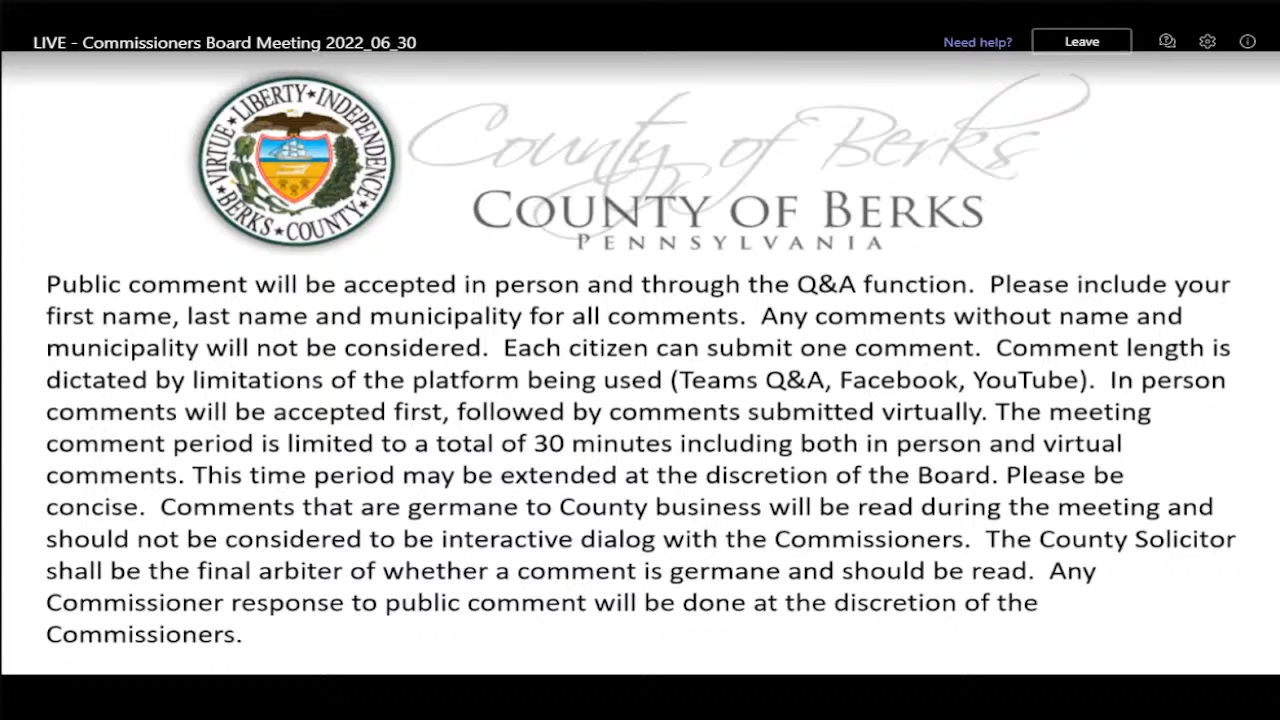 LIVE - Commissioners Board Meeting 2022_06_30
Need help?
Leave
VIRTUE★LIBERTY★INDEPENDENCE
★BERKS★COUNTY★
County of Berks
COUNTY OF BERKS
PENNSYLVANIA
Public comment will be accepted in person and through the Q&A function.  Please include your
first name, last name and municipality for all comments.  Any comments without name and
municipality will not be considered.  Each citizen can submit one comment.  Comment length is
dictated by limitations of the platform being used (Teams Q&A, Facebook, YouTube).  In person
comments will be accepted first, followed by comments submitted virtually. The meeting
comment period is limited to a total of 30 minutes including both in person and virtual
comments. This time period may be extended at the discretion of the Board. Please be
concise.  Comments that are germane to County business will be read during the meeting and
should not be considered to be interactive dialog with the Commissioners.  The County Solicitor
shall be the final arbiter of whether a comment is germane and should be read.  Any
Commissioner response to public comment will be done at the discretion of the
Commissioners.